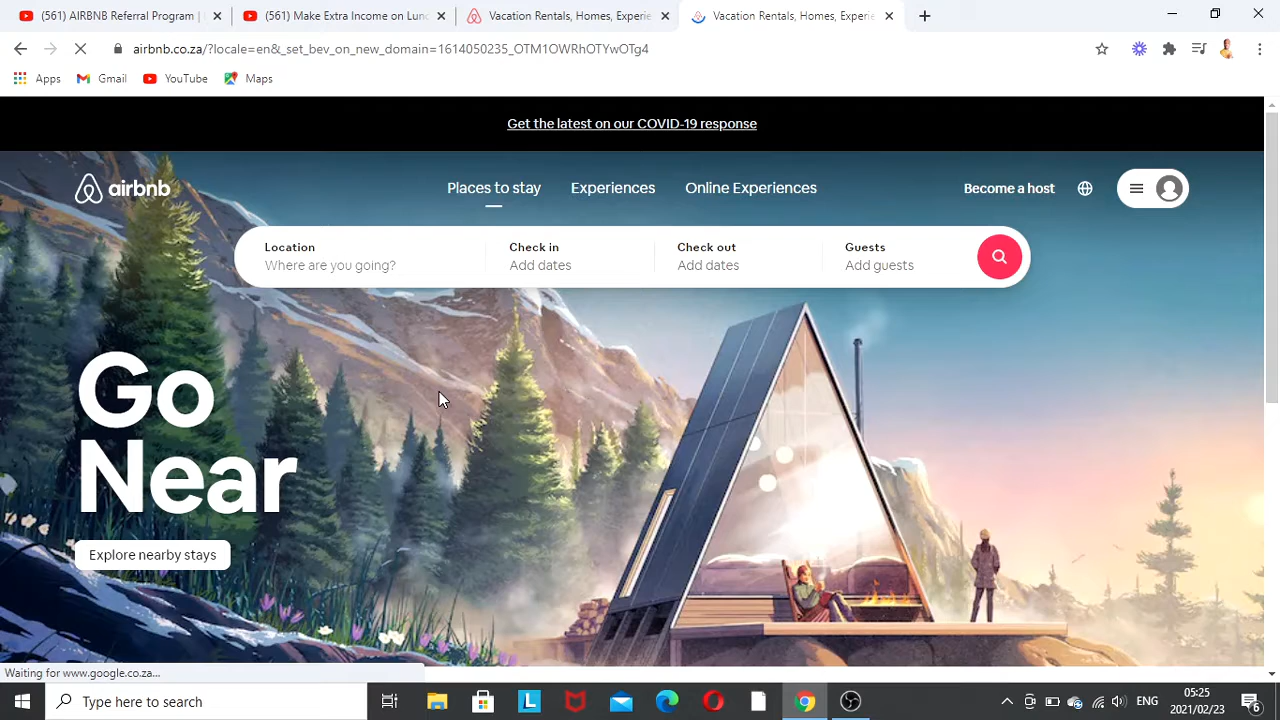 (561) AIRBNB Referral Program |
(561) Make Extra Income on Lunc
Vacation Rentals, Homes, Experie
Vacation Rentals, Homes, Experie
airbnb.co.za/?locale=en&_set_bev_on_new_domain=1614050235_OTM1OWRhOTYwOTg4
Apps
Gmail
YouTube
Maps
Get the latest on our COVID-19 response
airbnb
Places to stay
Experiences
Online Experiences
Become a host
Location
Where are you going?
Check in
Add dates
Check out
Add dates
Guests
Add guests
Go
Near
Explore nearby stays
Waiting for www.google.co.za...
Type here to search
ENG
05:25
2021/02/23
6